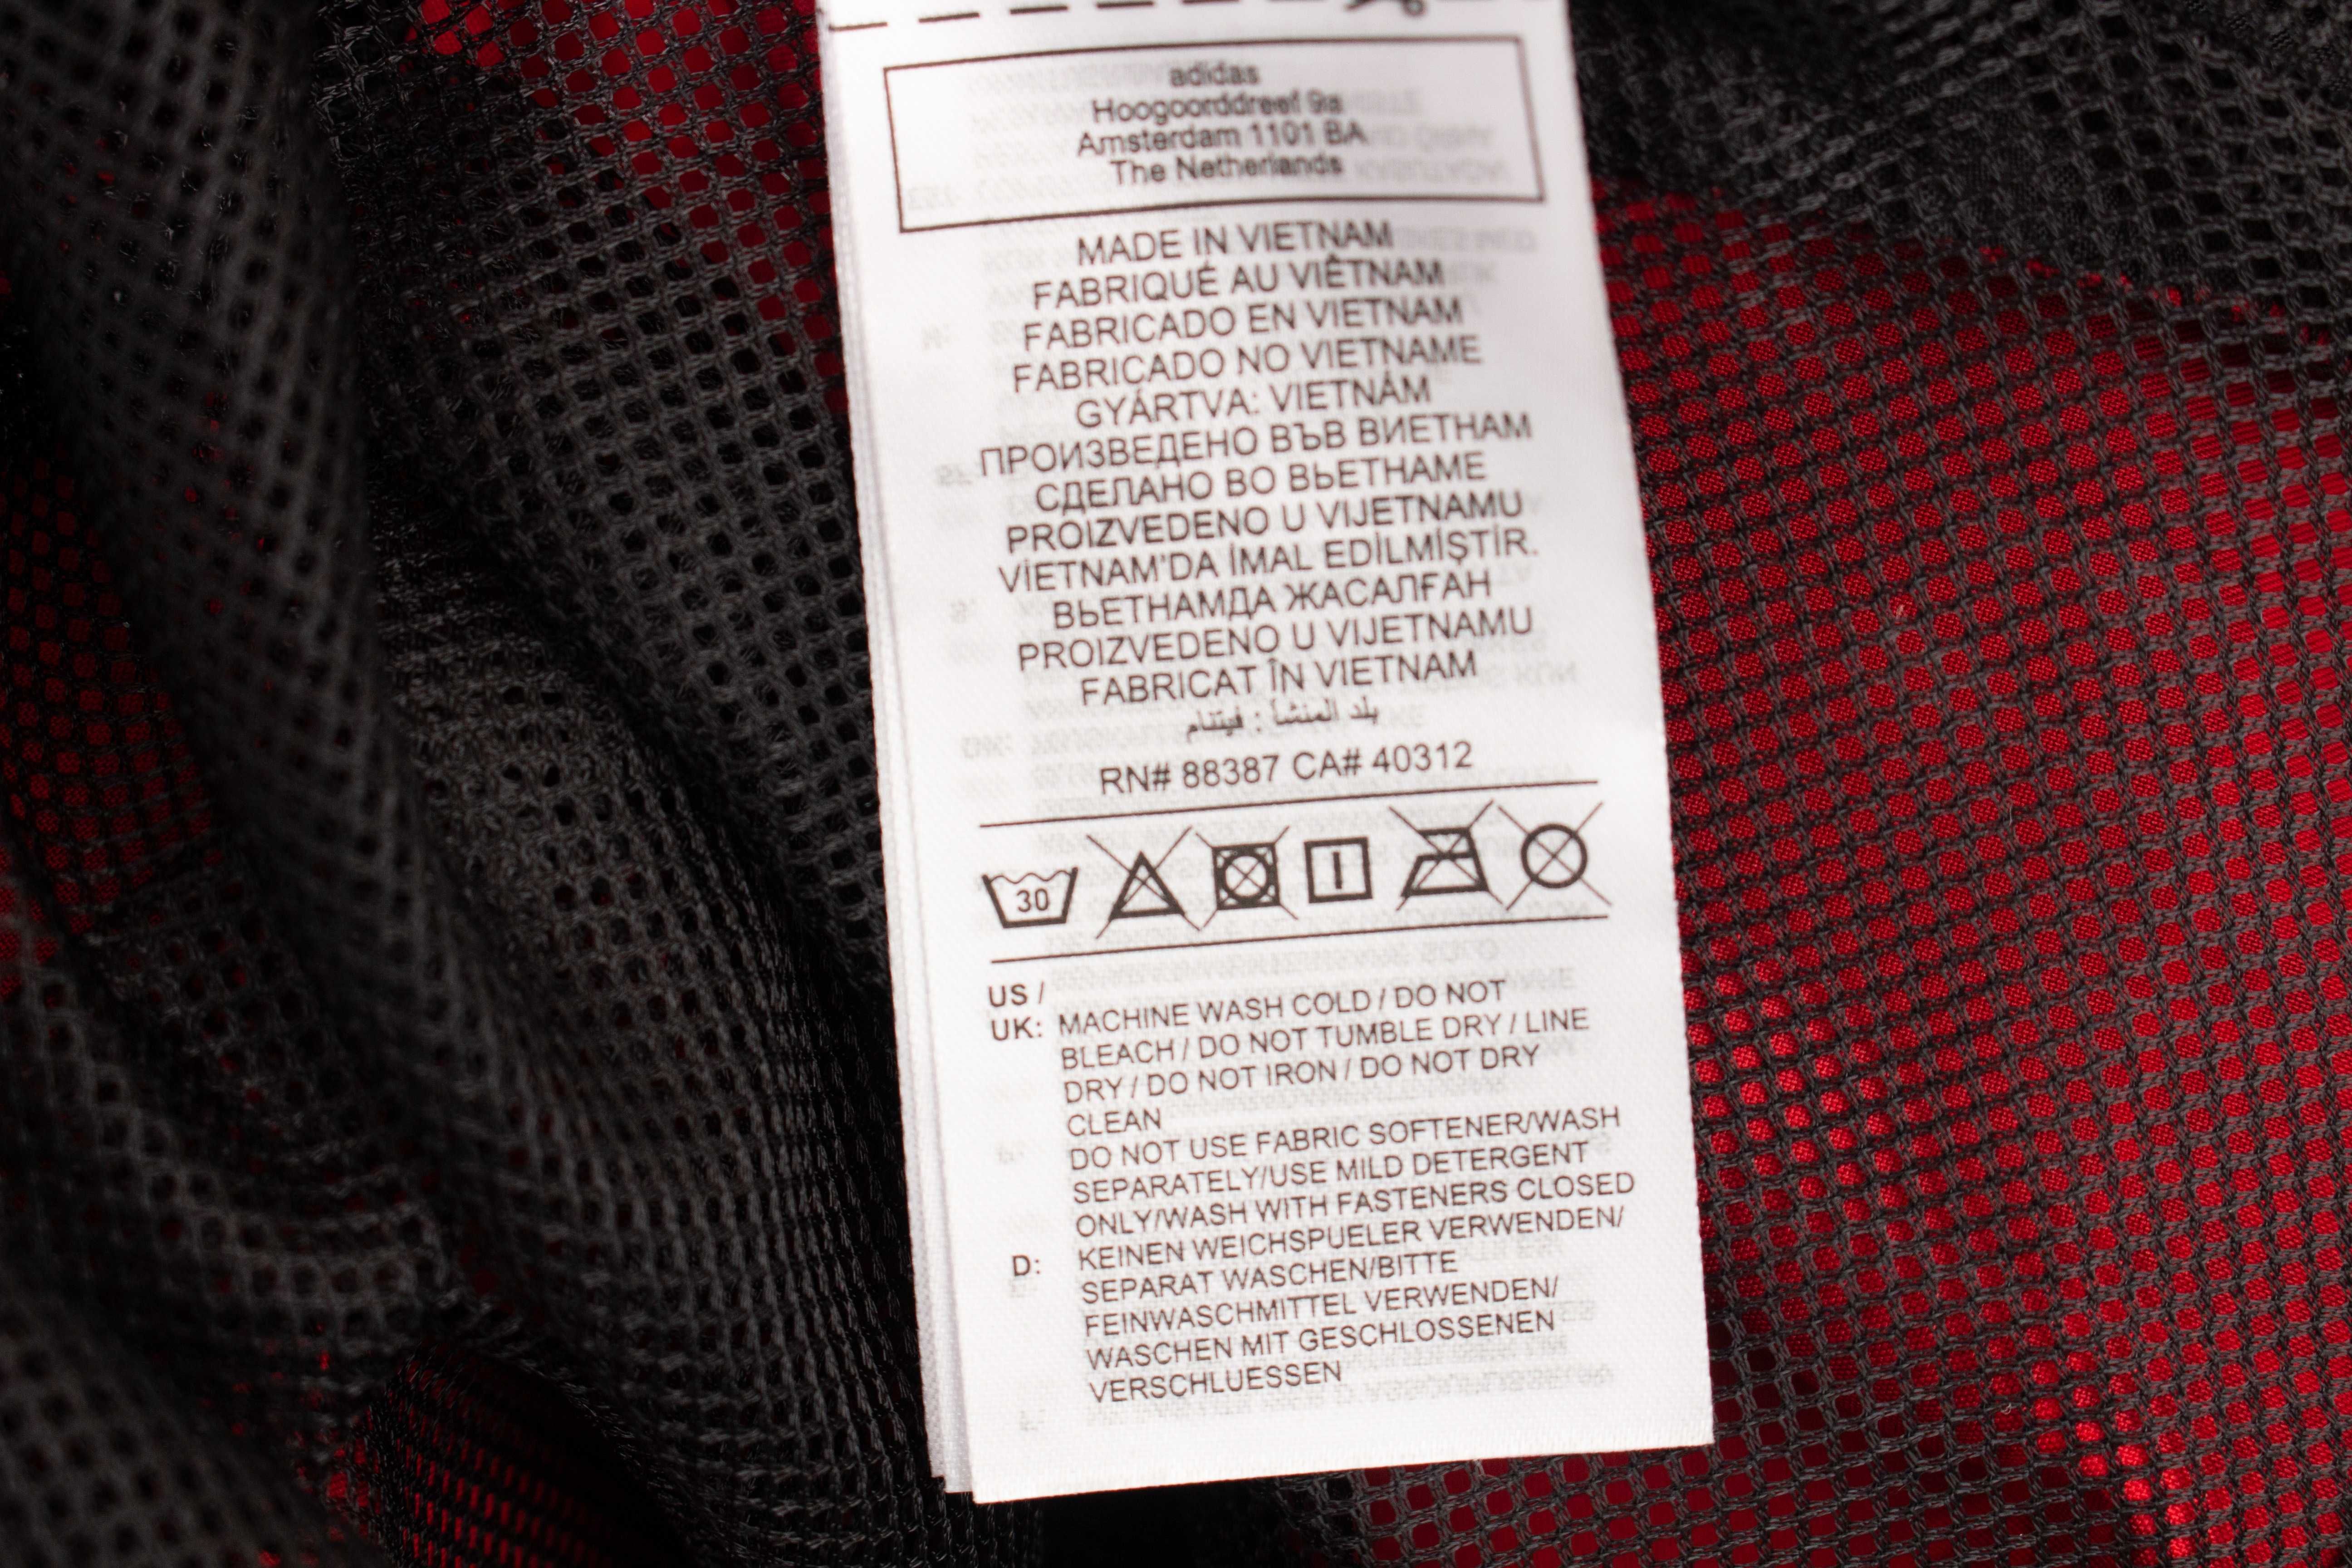 adidas
Hoogoorddreef 9a
Amsterdam 1101 BA
The Netherlands
MADE IN VIETNAM
FABRIQUÉ AU VIÊTNAM
FABRICADO EN VIETNAM
FABRICADO NO VIETNAME
GYÁRTVA: VIETNÁM
ПРОИЗВЕДЕНО ВЪВ ВИЕТНАМ
СДЕЛАНО ВО ВЬЕТНАМЕ
PROIZVEDENO U VIJETNAMU
VİETNAM'DA İMAL EDİLMİŞTİR.
ВЬЕТНАМДА ЖАСАЛҒАН
PROIZVEDENO U VIJETNAMU
FABRICAT ÎN VIETNAM
بلد المنشأ : فيتنام
RN# 88387 CA# 40312
30
US /
UK: MACHINE WASH COLD / DO NOT
BLEACH / DO NOT TUMBLE DRY / LINE
DRY / DO NOT IRON / DO NOT DRY
CLEAN
DO NOT USE FABRIC SOFTENER/WASH
SEPARATELY/USE MILD DETERGENT
ONLY/WASH WITH FASTENERS CLOSED
D: KEINEN WEICHSPUELER VERWENDEN/
SEPARAT WASCHEN/BITTE
FEINWASCHMITTEL VERWENDEN/
WASCHEN MIT GESCHLOSSENEN
VERSCHLUESSEN